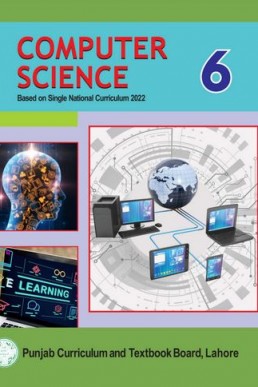 COMPUTER
SCIENCE
6
Based on Single National Curriculum 2022
E LEARNING
Punjab Curriculum and Textbook Board, Lahore